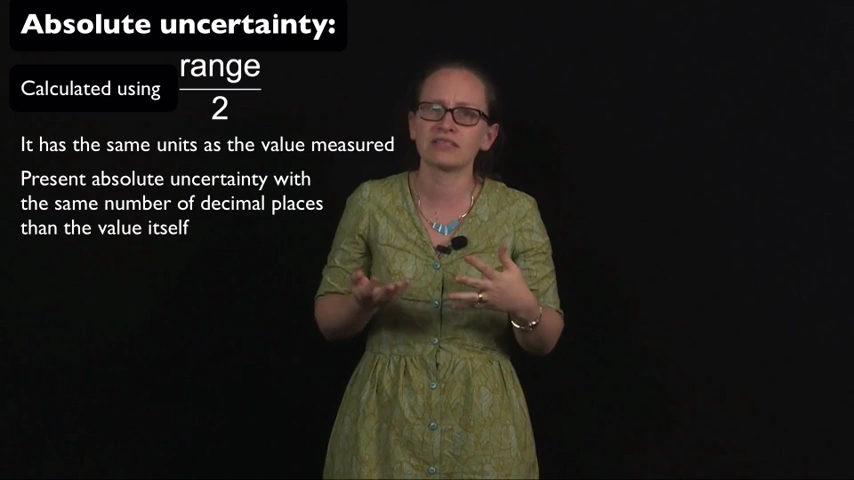 Absolute uncertainty:
Calculated using range/2
It has the same units as the value measured
Present absolute uncertainty with
the same number of decimal places
than the value itself